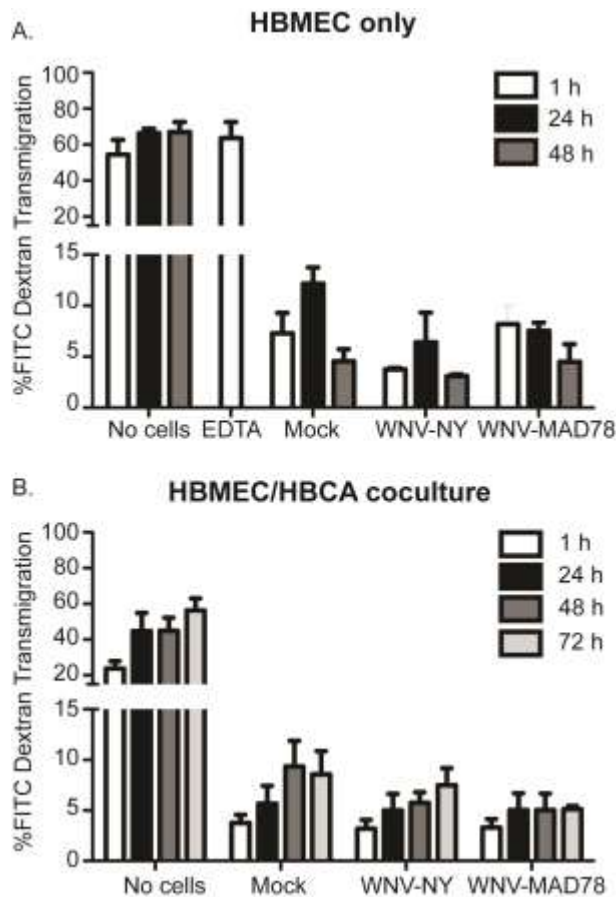 A.
HBMEC only
%FITC Dextran Transmigration
100
80
60
40
20
15
10
5
0
1 h
24 h
48 h
No cells EDTA Mock WNV-NY WNV-MAD78
B.
HBMEC/HBCA coculture
%FITC Dextran Transmigration
100
80
60
40
20
15
10
5
0
1 h
24 h
48 h
72 h
No cells Mock WNV-NY WNV-MAD78